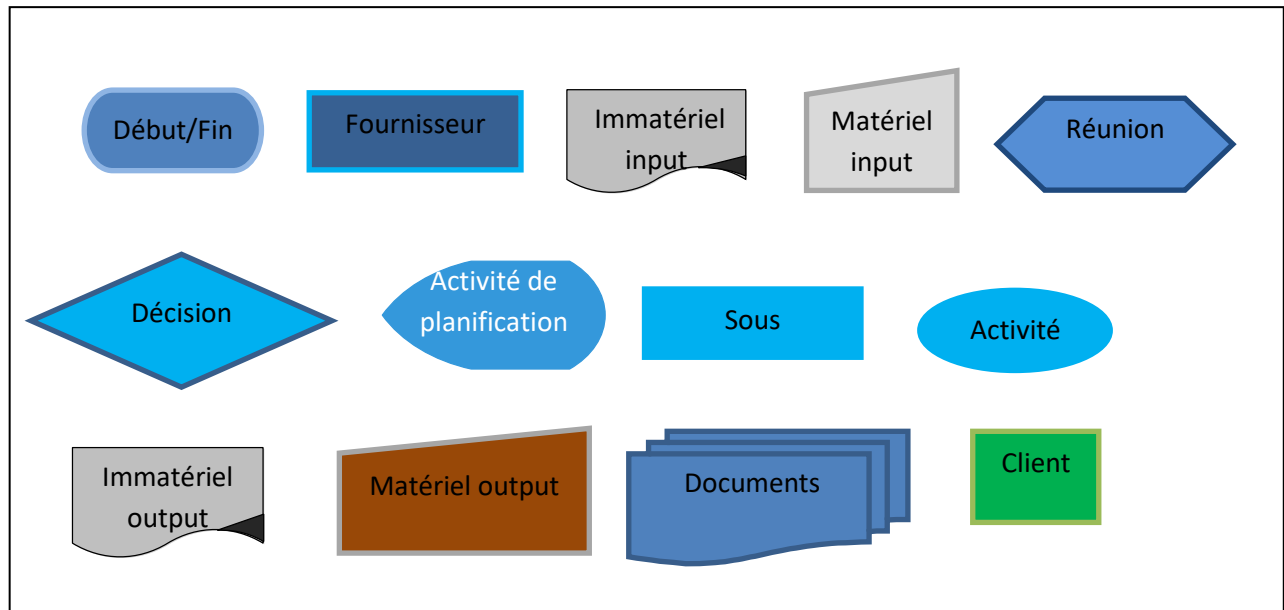 Début/Fin
Fournisseur
Immatériel
input
Matériel
input
Réunion
Décision
Activité de
planification
Sous
Activité
Immatériel
output
Matériel output
Documents
Client